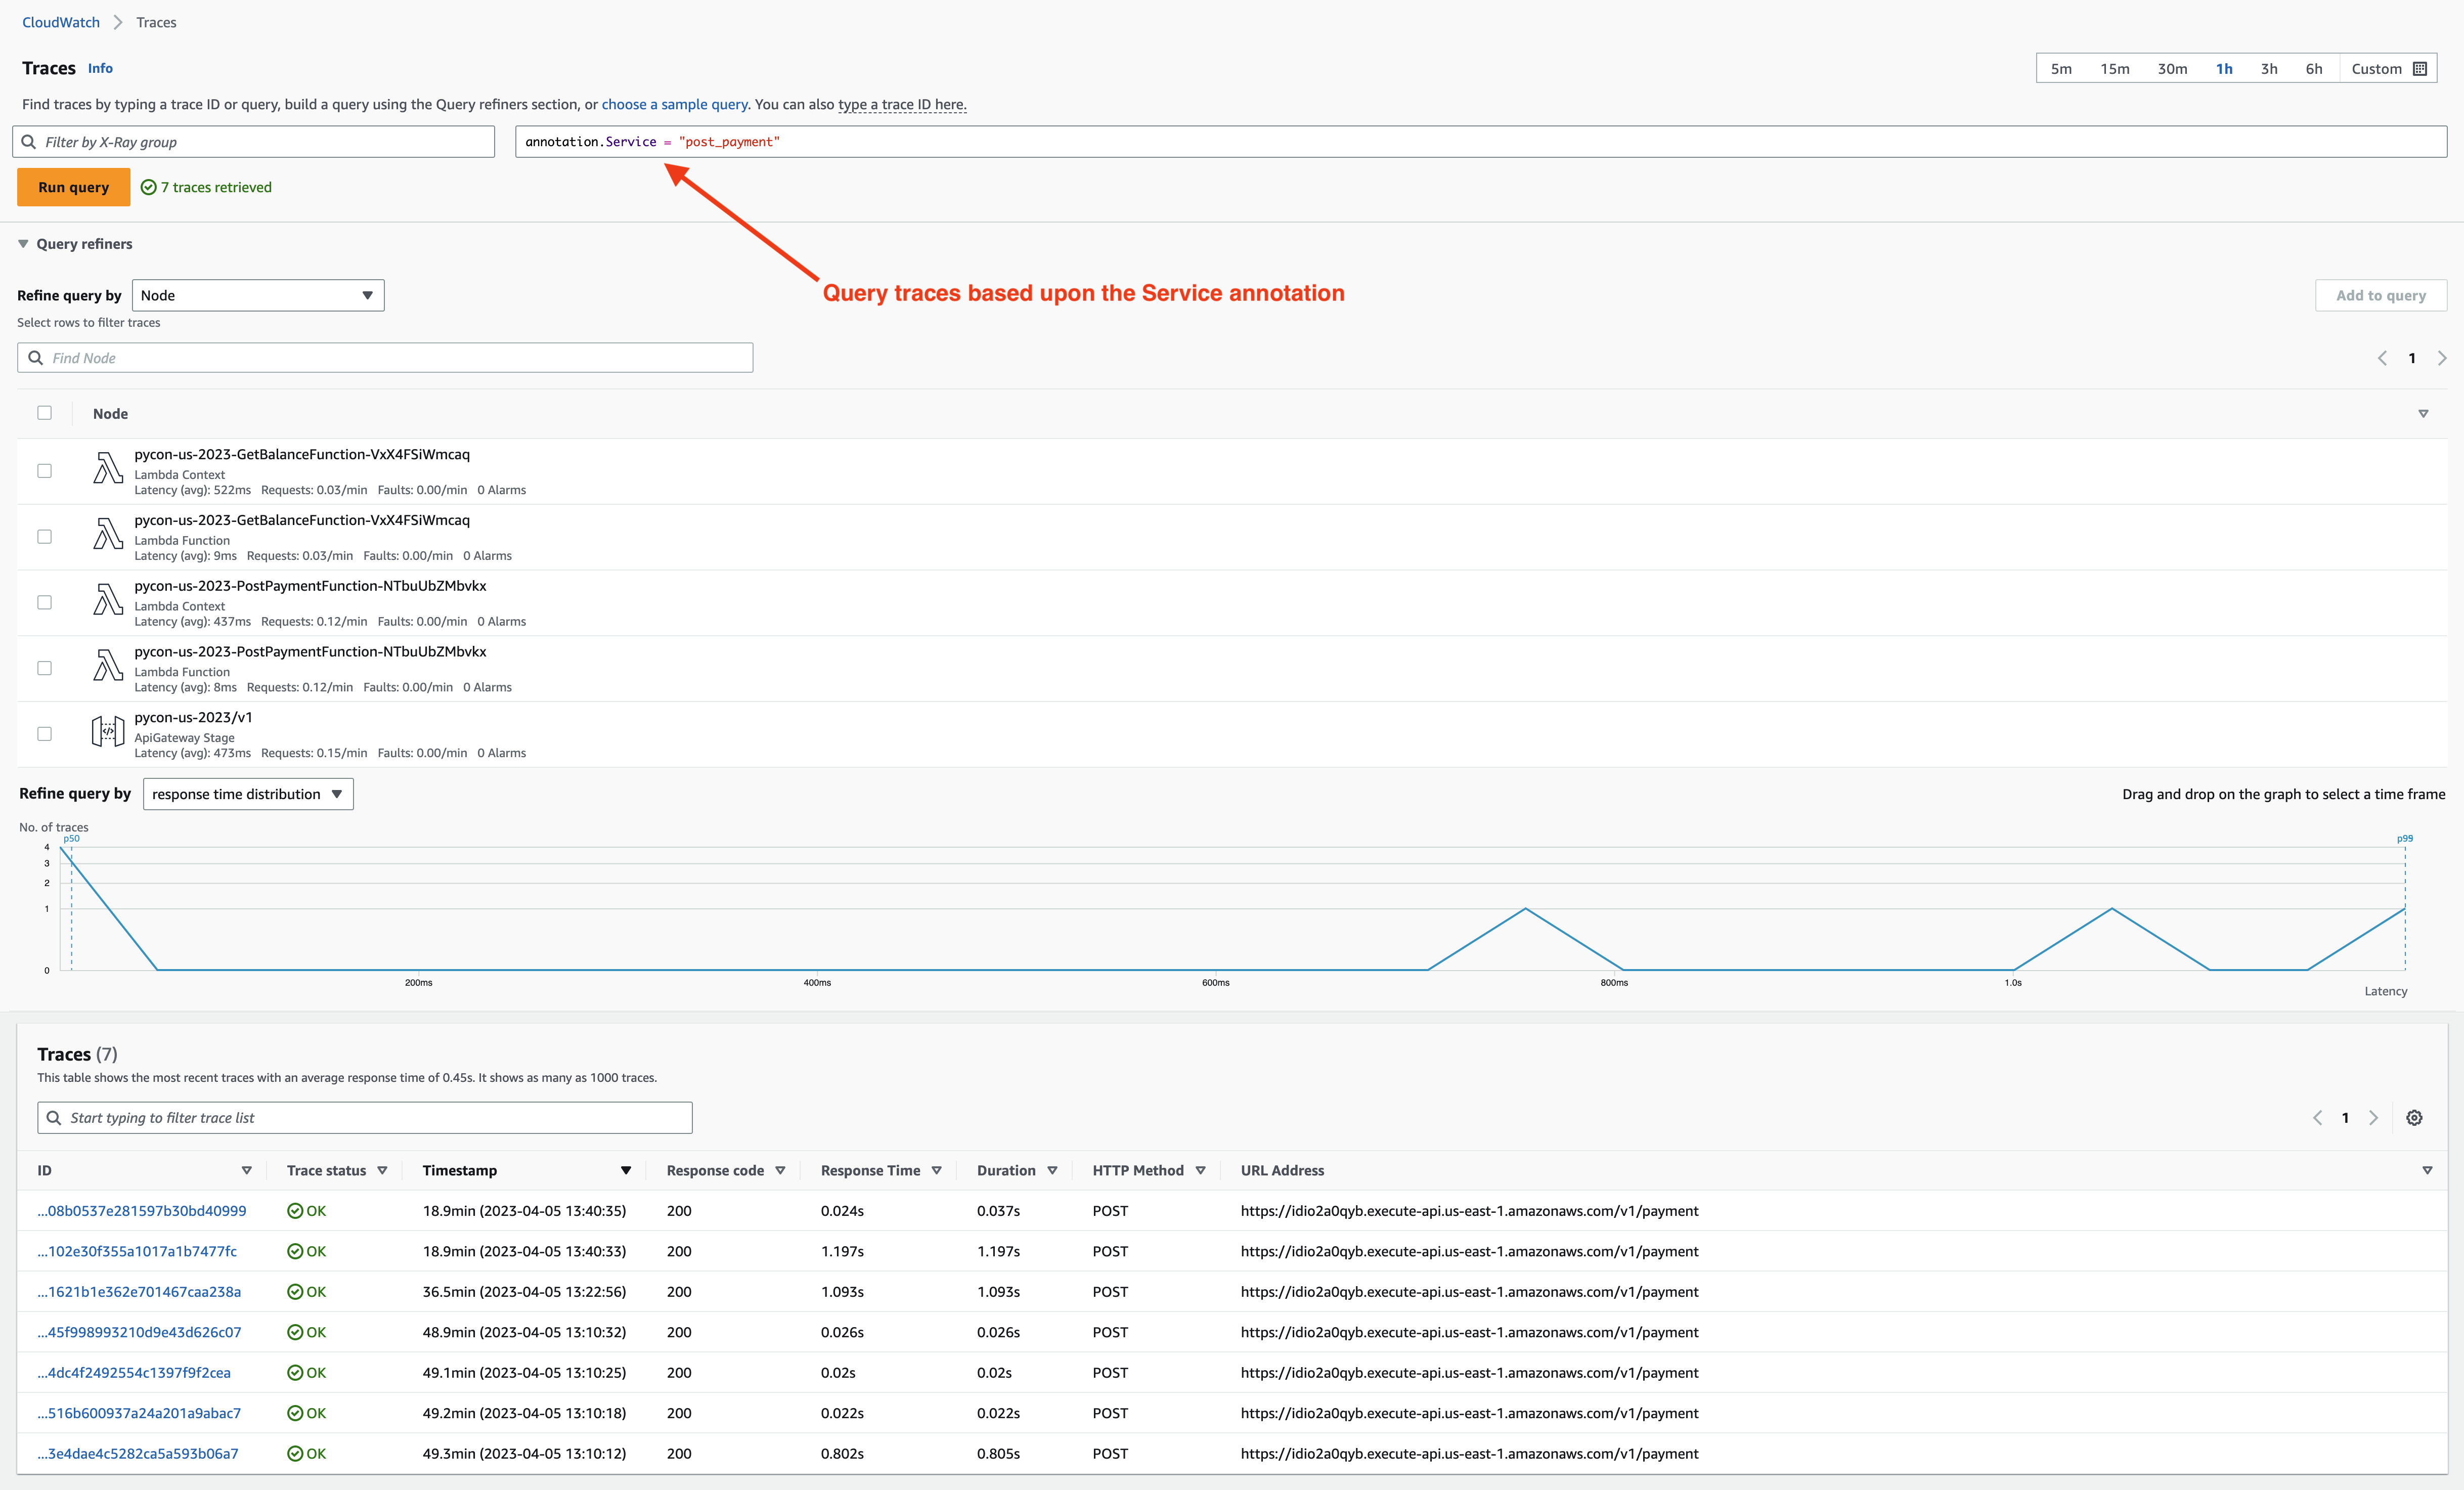 CloudWatch > Traces
Traces Info
5m 15m 30m 1h 3h 6h Custom
Find traces by typing a trace ID or query, build a query using the Query refiners section, or choose a sample query. You can also type a trace ID here.
Filter by X-Ray group
annotation.Service = "post_payment"
Run query 7 traces retrieved
Query refiners
Query traces based upon the Service annotation
Refine query by Node
Add to query
Select rows to filter traces
Find Node
1
Node
pycon-us-2023-GetBalanceFunction-VxX4FSiWmcaq
Lambda Context
Latency (avg): 522ms Requests: 0.03/min Faults: 0.00/min 0 Alarms
pycon-us-2023-GetBalanceFunction-VxX4FSiWmcaq
Lambda Function
Latency (avg): 9ms Requests: 0.03/min Faults: 0.00/min 0 Alarms
pycon-us-2023-PostPaymentFunction-NTbuUbZMbvkx
Lambda Context
Latency (avg): 437ms Requests: 0.12/min Faults: 0.00/min 0 Alarms
pycon-us-2023-PostPaymentFunction-NTbuUbZMbvkx
Lambda Function
Latency (avg): 8ms Requests: 0.12/min Faults: 0.00/min 0 Alarms
pycon-us-2023/v1
ApiGateway Stage
Latency (avg): 473ms Requests: 0.15/min Faults: 0.00/min 0 Alarms
Refine query by response time distribution
Drag and drop on the graph to select a time frame
No. of traces
p50 p99
4
3
2
1
0
200ms 400ms 600ms 800ms 1.0s
Latency
Traces (7)
This table shows the most recent traces with an average response time of 0.45s. It shows as many as 1000 traces.
Start typing to filter trace list
1
ID Trace status Timestamp Response code Response Time Duration HTTP Method URL Address
...08b0537e281597b30bd40999 OK 18.9min (2023-04-05 13:40:35) 200 0.024s 0.037s POST https://idio2a0qyb.execute-api.us-east-1.amazonaws.com/v1/payment
...102e30f355a1017a1b7477fc OK 18.9min (2023-04-05 13:40:33) 200 1.197s 1.197s POST https://idio2a0qyb.execute-api.us-east-1.amazonaws.com/v1/payment
...1621b1e362e701467caa238a OK 36.5min (2023-04-05 13:22:56) 200 1.093s 1.093s POST https://idio2a0qyb.execute-api.us-east-1.amazonaws.com/v1/payment
...45f998993210d9e43d626c07 OK 48.9min (2023-04-05 13:10:32) 200 0.026s 0.026s POST https://idio2a0qyb.execute-api.us-east-1.amazonaws.com/v1/payment
...4dc4f2492554c1397f9f2cea OK 49.1min (2023-04-05 13:10:25) 200 0.02s 0.02s POST https://idio2a0qyb.execute-api.us-east-1.amazonaws.com/v1/payment
...516b600937a24a201a9abac7 OK 49.2min (2023-04-05 13:10:18) 200 0.022s 0.022s POST https://idio2a0qyb.execute-api.us-east-1.amazonaws.com/v1/payment
...3e4dae4c5282ca5a593b06a7 OK 49.3min (2023-04-05 13:10:12) 200 0.802s 0.805s POST https://idio2a0qyb.execute-api.us-east-1.amazonaws.com/v1/payment